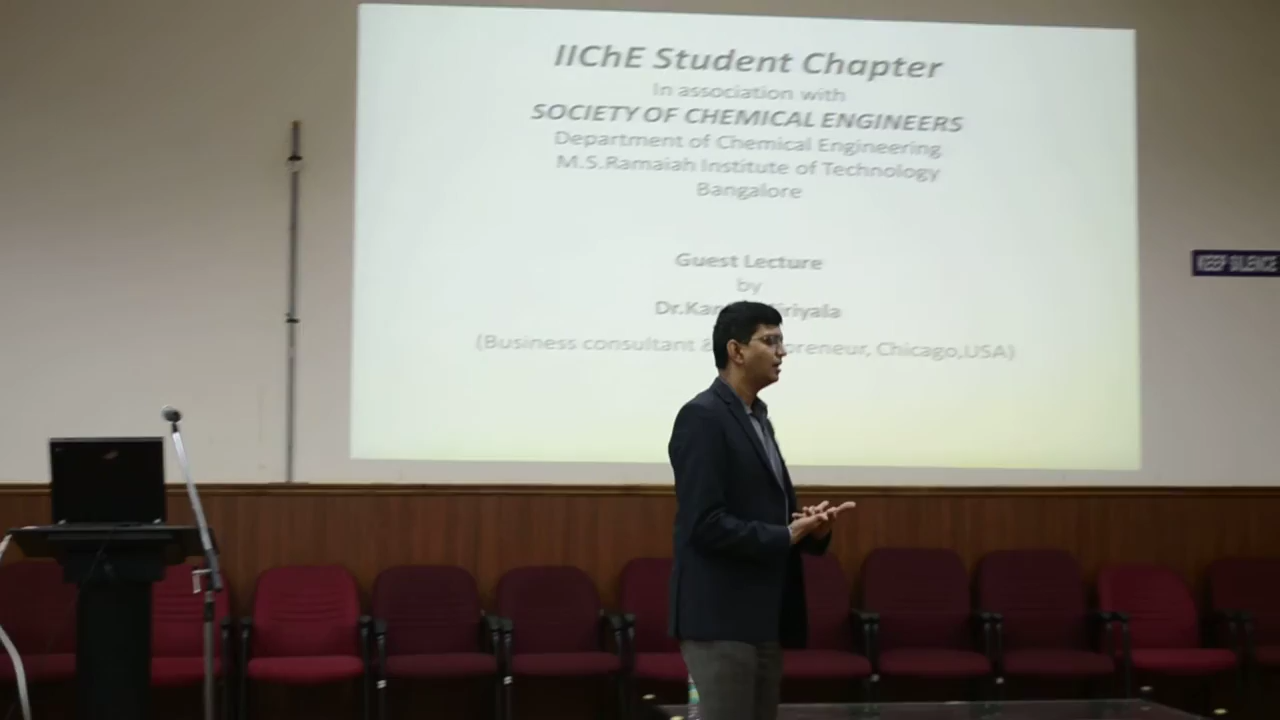 IIChE Student Chapter
In association with
SOCIETY OF CHEMICAL ENGINEERS
Department of Chemical Engineering
M.S.Ramaiah Institute of Technology
Bangalore
Guest Lecture
by
Dr.
(Business consultant Chicago,USA)
KEEP SILENCE